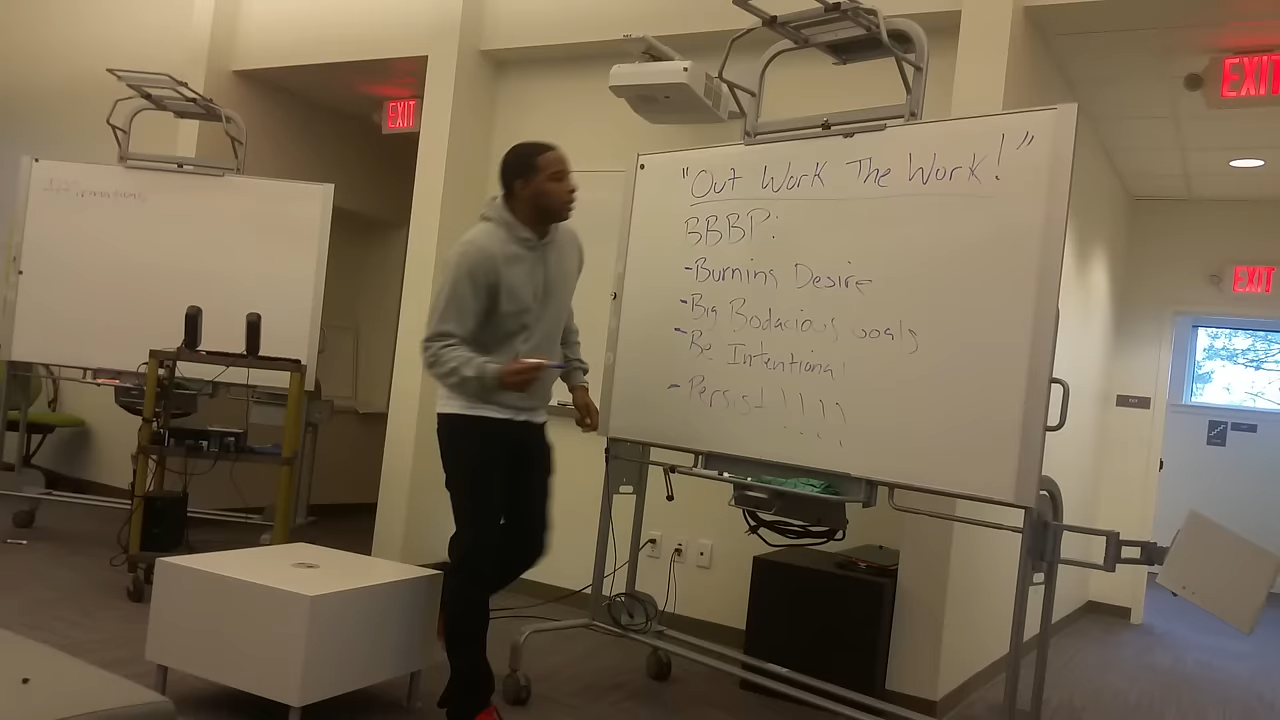 EXIT
EXIT
EXIT
"Out Work The Work!"
BBBP:
-Burning Desire
-Big Bodacious Goals
-Be Intentional
-Persist!!!!